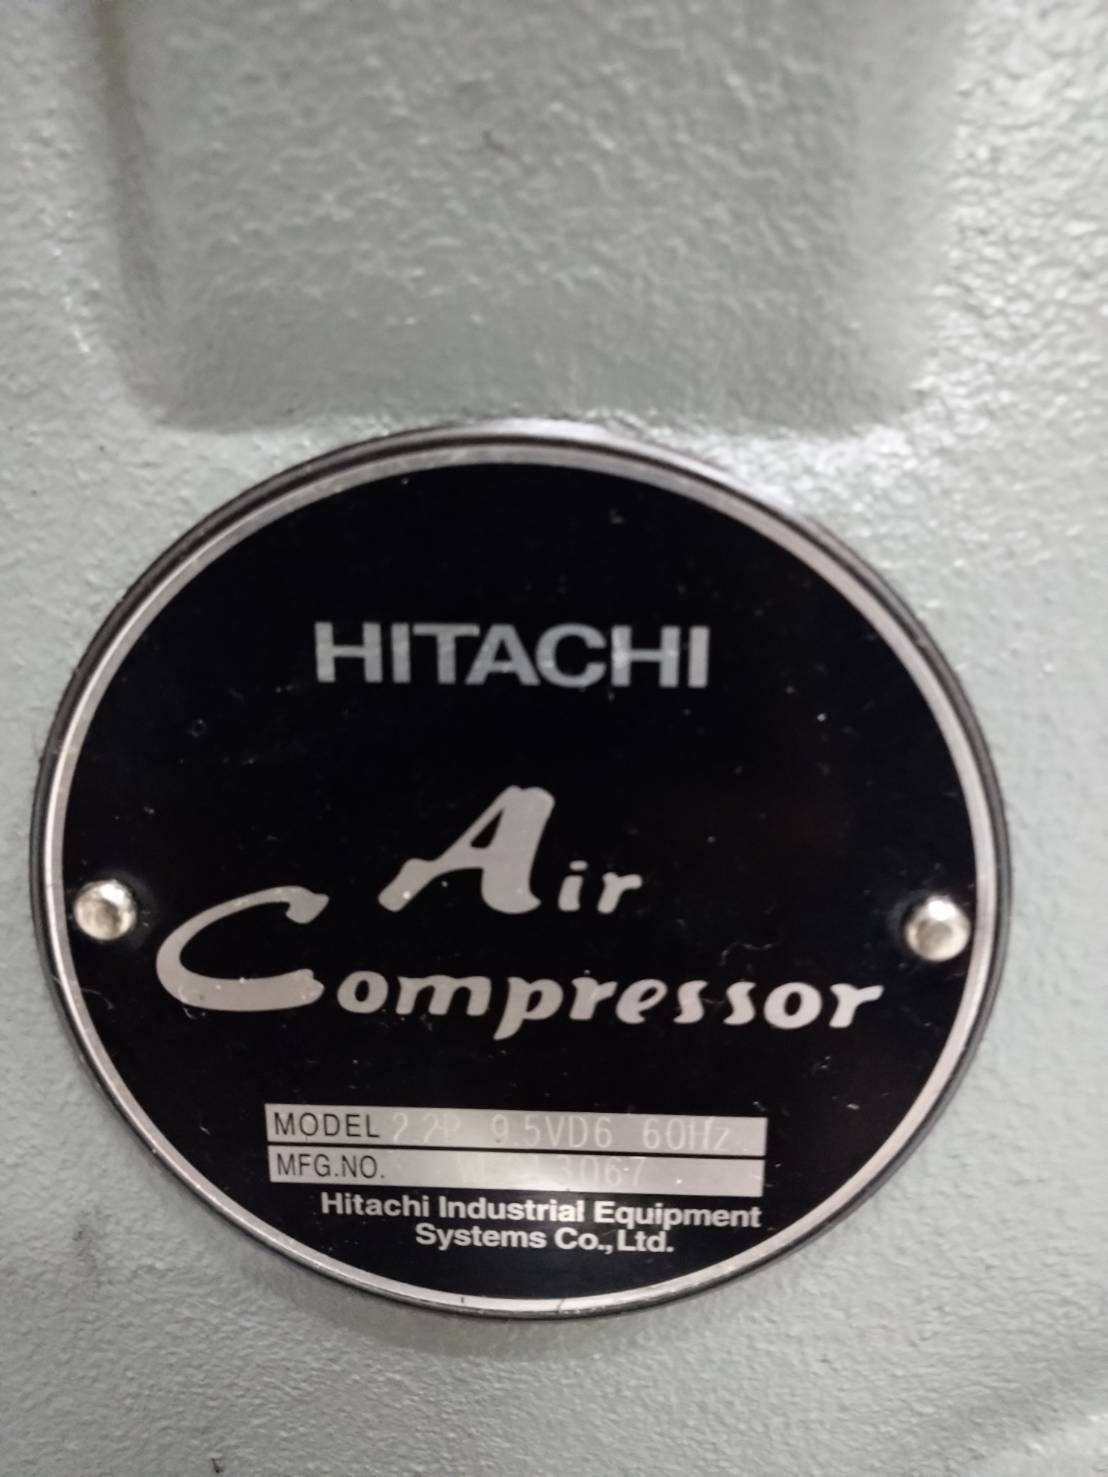 HITACHI
Air
Compressor
MODEL 2.2P 9.5VD6 60Hz
MFG.NO.
Hitachi Industrial Equipment
Systems Co., Ltd.